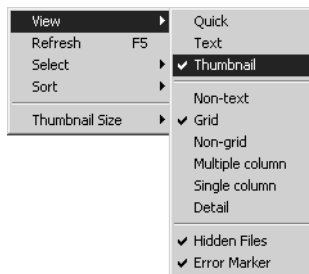 View
Refresh F5
Select
Sort
Thumbnail Size
Quick
Text
Thumbnail
Non-text
Grid
Non-grid
Multiple column
Single column
Detail
Hidden Files
Error Marker